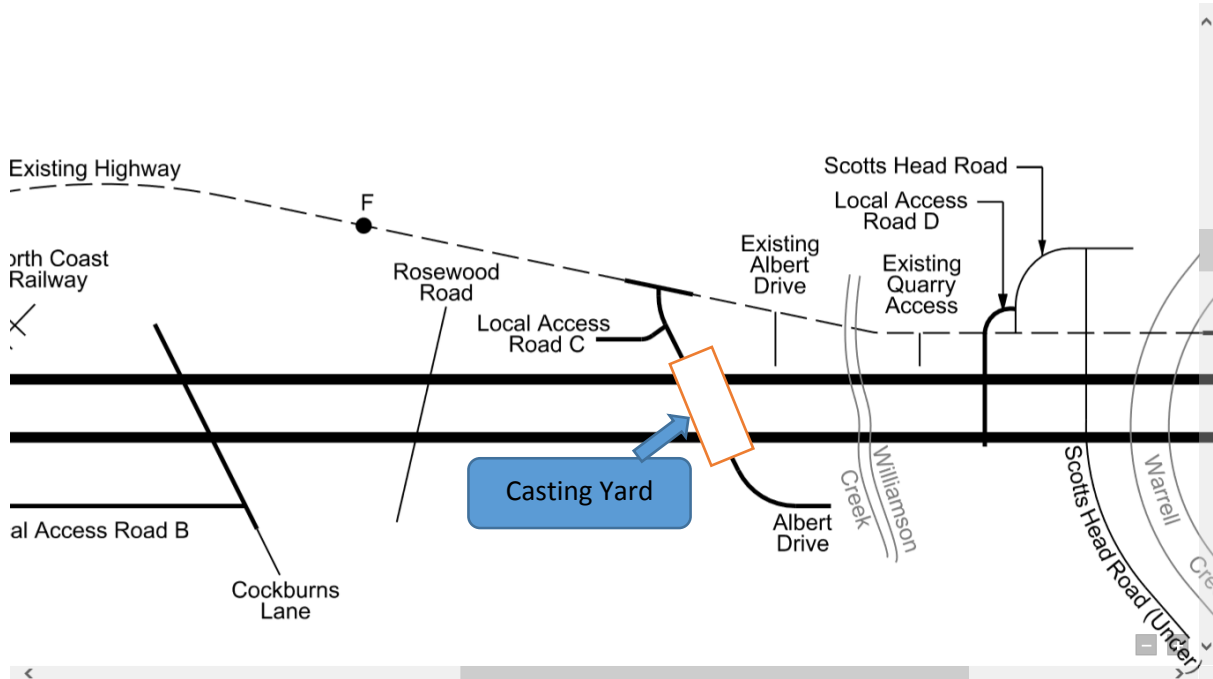 Existing Highway
F
orth Coast
Railway
Rosewood
Road
Local Access
Road C
Existing
Albert
Drive
Existing
Quarry
Access
Scotts Head Road
Local Access
Road D
Casting Yard
al Access Road B
Cockburns
Lane
Albert
Drive
Williamson
Creek
Scotts Head Road (Under)
Warrell
Cre